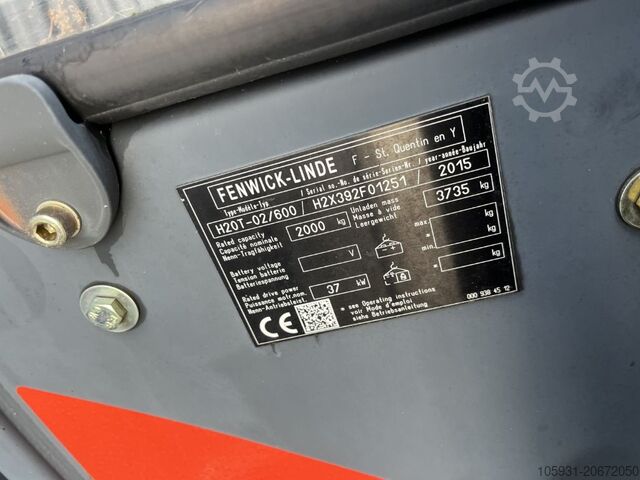 FENWICK-LINDE F - St. Quentin en Y
Type-Modèle-Typ / Serial no.-No. de série-Serien-Nr. / year-année-Baujahr
H20T-02/600 / H2X392F01251 / 2015
Rated capacity
Capacité nominale
Nenn-Tragfähigkeit
2000 kg
Unladen mass
Masse à vide
Leergewicht
3735 kg
Battery voltage
Tension batterie
Batteriespannung
V
max. * kg
min. * kg
Rated drive power
Puissance motr.nom.
Nenn-Antriebsleist.
37 kW
* kg
CE
* see Operating instructions
voir Mode d'emploi
siehe Betriebsanleitung
000 938 45 12
105931-20672050